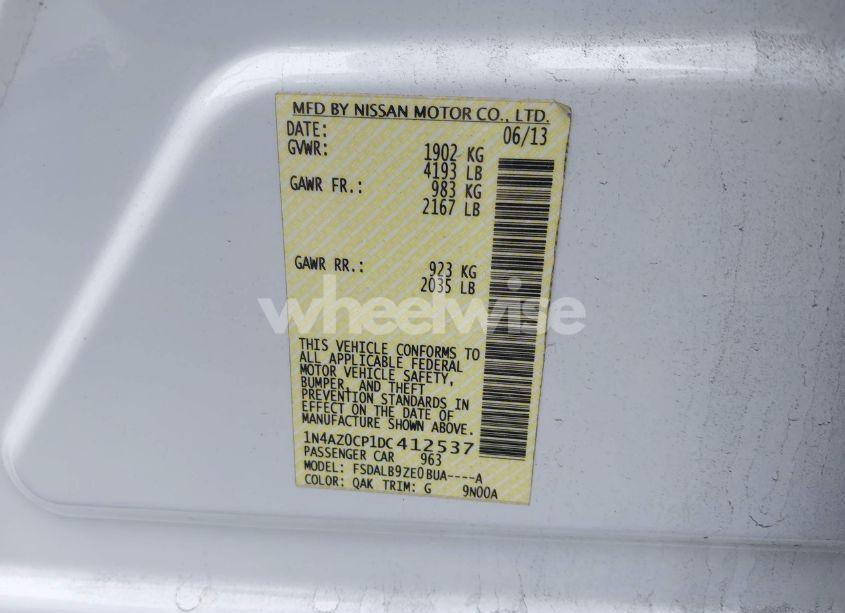 MFD BY NISSAN MOTOR CO., LTD.
DATE: 06/13
GVWR: 1902 KG
4193 LB
GAWR FR.: 983 KG
2167 LB
GAWR RR.: 923 KG
2035 LB
wheelwise
THIS VEHICLE CONFORMS TO
ALL APPLICABLE FEDERAL
MOTOR VEHICLE SAFETY,
BUMPER, AND THEFT
PREVENTION STANDARDS IN
EFFECT ON THE DATE OF
MANUFACTURE SHOWN ABOVE.
1N4AZ0CP1DC412537
PASSENGER CAR 963
MODEL: FSDALB9ZE0BUA----A
COLOR: QAK TRIM: G 9N00A